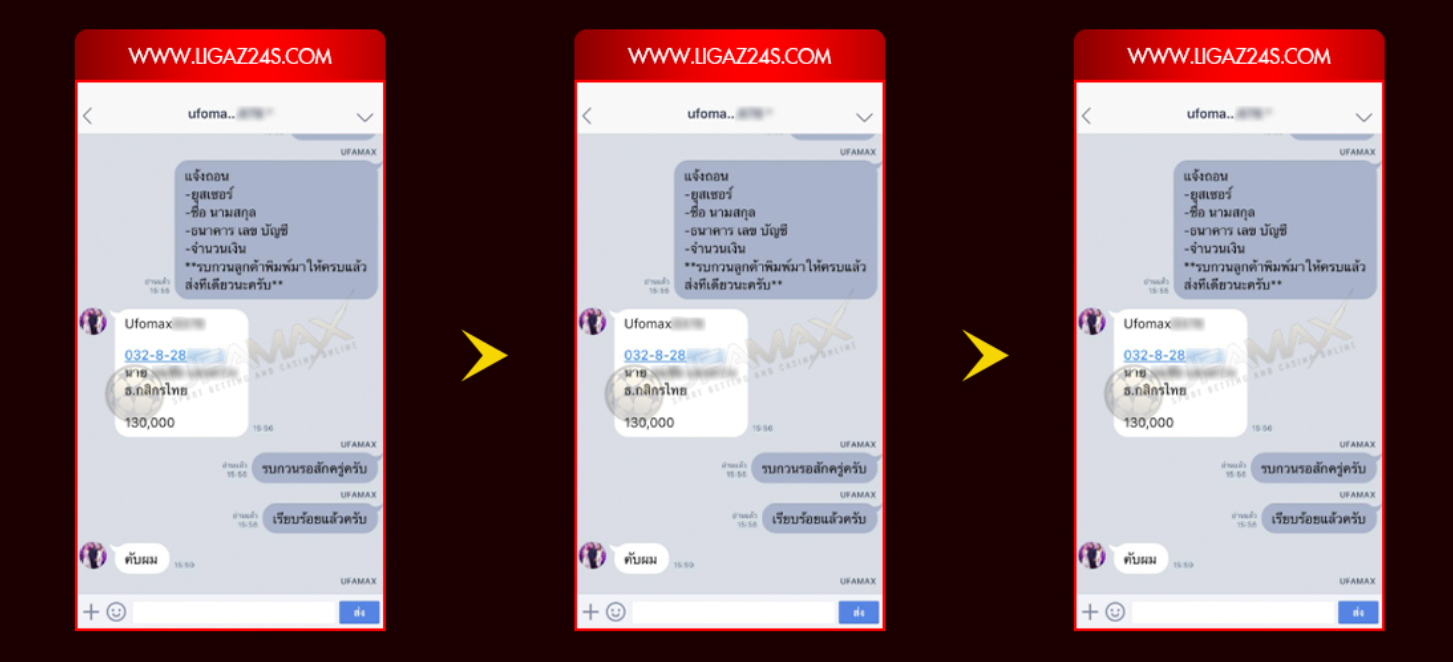 WWW.LIGAZ24S.COM
ufoma..
UFAMAX
แจ้งถอน
-ยูสเซอร์
-ชื่อ นามสกุล
-ธนาคาร เลข บัญชี
-จำนวนเงิน
**รบกวนลูกค้าพิมพ์มาให้ครบแล้ว
ส่งทีเดียวนะครับ**
อ่านแล้ว
15:55
Ufomax
032-8-28
นาย
ธ.กสิกรไทย
130,000
15:56
UFAMAX
รบกวนรอสักครู่ครับ
อ่านแล้ว
15:56
UFAMAX
เรียบร้อยแล้วครับ
อ่านแล้ว
15:58
คับผม
15:59
UFAMAX
ส่ง
WWW.LIGAZ24S.COM
ufoma..
UFAMAX
แจ้งถอน
-ยูสเซอร์
-ชื่อ นามสกุล
-ธนาคาร เลข บัญชี
-จำนวนเงิน
**รบกวนลูกค้าพิมพ์มาให้ครบแล้ว
ส่งทีเดียวนะครับ**
อ่านแล้ว
15:55
Ufomax
032-8-28
นาย
ธ.กสิกรไทย
130,000
15:56
UFAMAX
รบกวนรอสักครู่ครับ
อ่านแล้ว
15:56
UFAMAX
เรียบร้อยแล้วครับ
อ่านแล้ว
15:58
คับผม
15:59
UFAMAX
ส่ง
WWW.LIGAZ24S.COM
ufoma..
UFAMAX
แจ้งถอน
-ยูสเซอร์
-ชื่อ นามสกุล
-ธนาคาร เลข บัญชี
-จำนวนเงิน
**รบกวนลูกค้าพิมพ์มาให้ครบแล้ว
ส่งทีเดียวนะครับ**
อ่านแล้ว
15:55
Ufomax
032-8-28
นาย
ธ.กสิกรไทย
130,000
15:56
UFAMAX
รบกวนรอสักครู่ครับ
อ่านแล้ว
15:56
UFAMAX
เรียบร้อยแล้วครับ
อ่านแล้ว
15:58
คับผม
15:59
UFAMAX
ส่ง